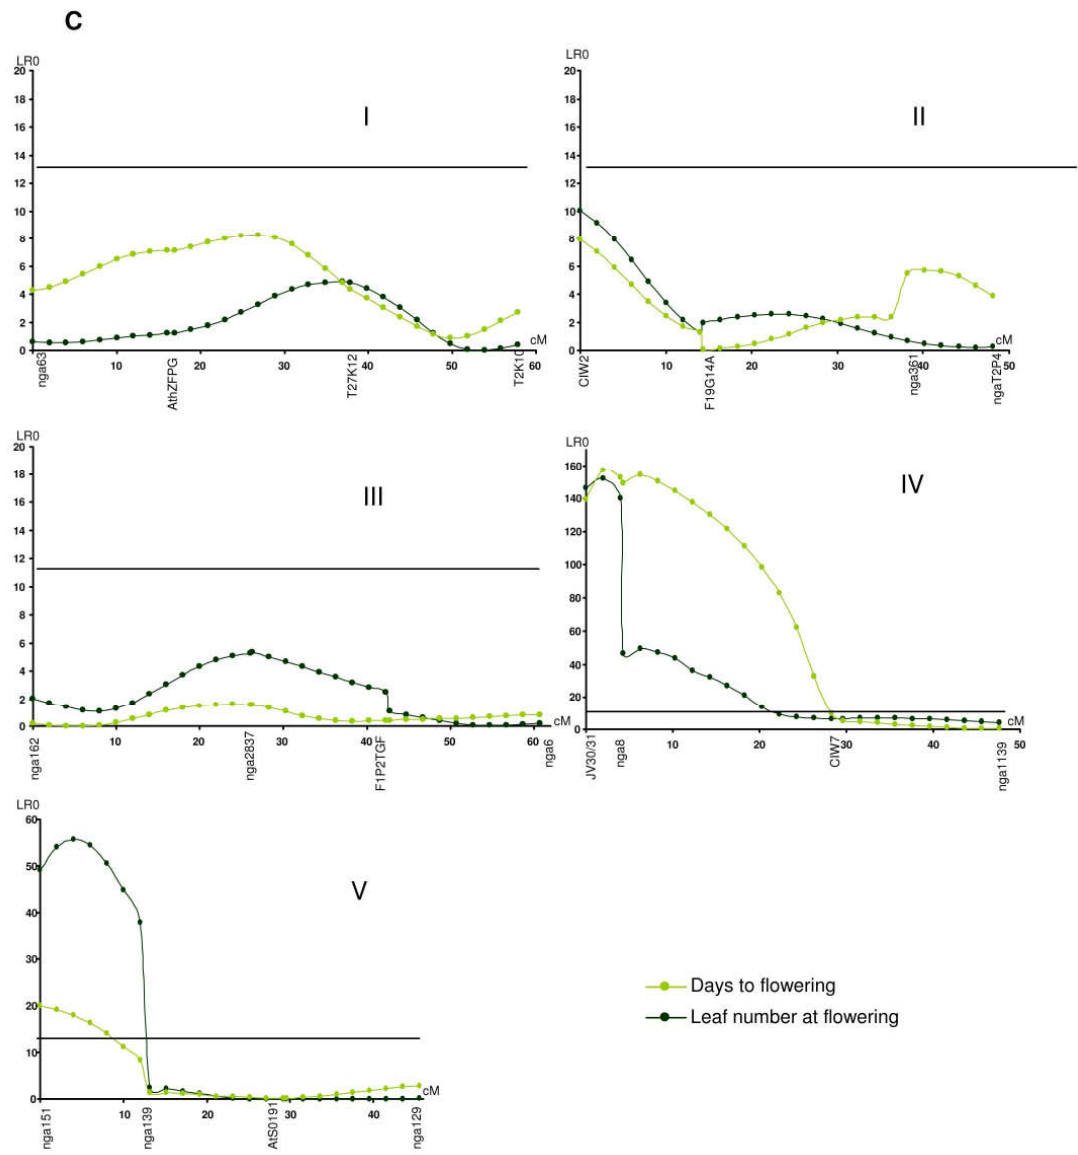 C
LR0
20
18
16
14
12
10
8
6
4
2
0
I
cM
10
20
30
40
50
60
nga63
AthZFPG
T27K12
T2K10
LR0
20
18
16
14
12
10
8
6
4
2
0
II
cM
10
20
30
40
50
CIW2
F19G14A
nga361
ngaT2P4
LR0
20
18
16
14
12
10
8
6
4
2
0
III
cM
10
20
30
40
50
60
nga162
nga2837
F1P2TGF
nga6
LR0
160
140
120
100
80
60
40
20
0
IV
cM
10
20
30
40
50
JV30/31
nga8
CIW7
nga1139
LR0
60
50
40
30
20
10
0
V
cM
10
20
30
40
nga151
nga139
AtS0191
nga129
Days to flowering
Leaf number at flowering